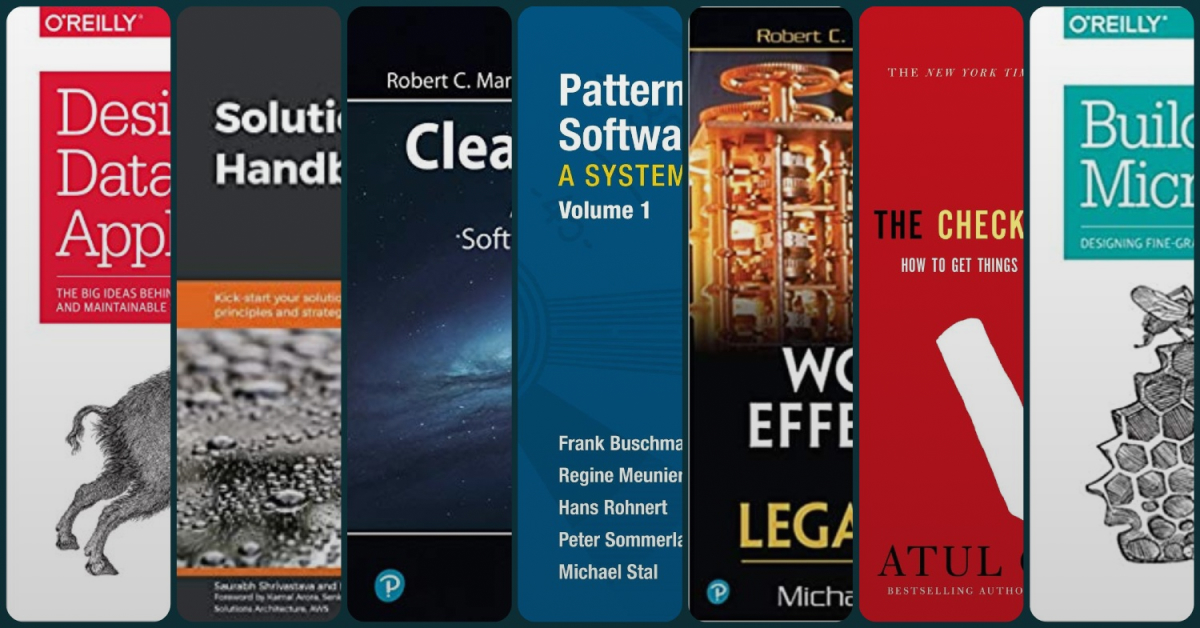 O'REILLY®
Desi
Data
Appl
THE BIG IDEAS BEHIN
AND MAINTAINABLE
Soluti
Handb
Kick-start your solutio
principles and strateg
Saurabh Shrivastava and
Foreword by Kamal Arora, Seni
Solutions Architecture, AWS
Robert C. Mar
Clea
Soft
Pattern
Softwa
A SYSTEM
Volume 1
Frank Buschma
Regine Meunier
Hans Rohnert
Peter Sommerla
Michael Stal
Robert C.
WO
EFFE
LEGA
Micha
THE NEW YORK TIM
THE CHECK
HOW TO GET THINGS
ATUL
BESTSELLING AUTHO
O'REILLY®
Build
Micr
DESIGNING FINE-GRA